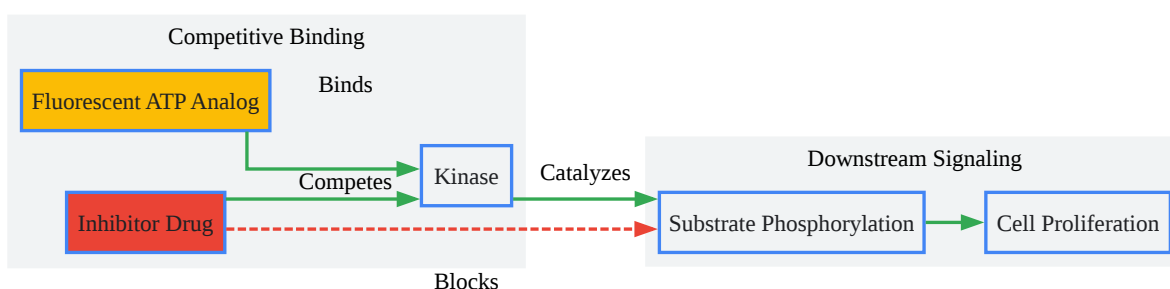 Competitive Binding
Binds
Fluorescent ATP Analog
Competes
Kinase
Inhibitor Drug
Blocks
Catalyzes
Downstream Signaling
Substrate Phosphorylation
Cell Proliferation